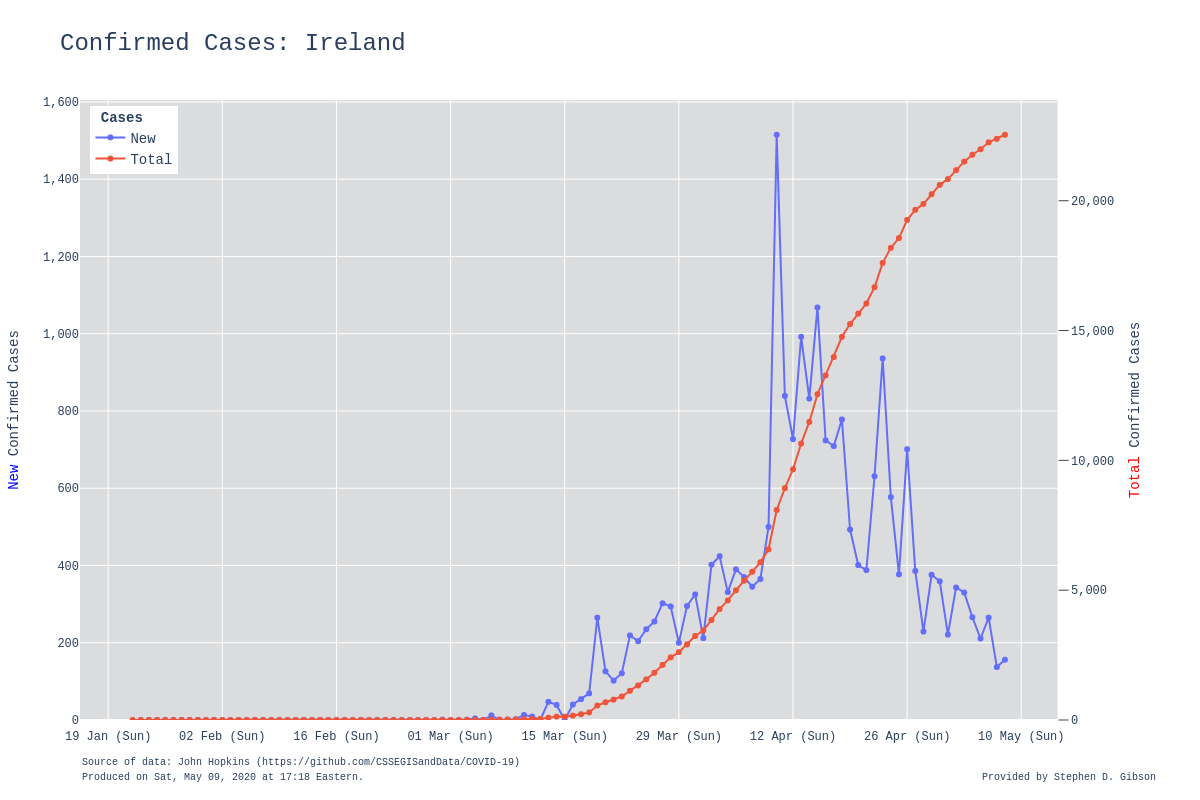 Confirmed Cases: Ireland
Cases
New
Total
1,600
1,400
1,200
1,000
800
600
400
200
0
New Confirmed Cases
20,000
15,000
10,000
5,000
0
Total Confirmed Cases
19 Jan (Sun) 02 Feb (Sun) 16 Feb (Sun) 01 Mar (Sun) 15 Mar (Sun) 29 Mar (Sun) 12 Apr (Sun) 26 Apr (Sun) 10 May (Sun)
Source of data: John Hopkins (https://github.com/CSSEGISandData/COVID-19)
Produced on Sat, May 09, 2020 at 17:18 Eastern.
Provided by Stephen D. Gibson